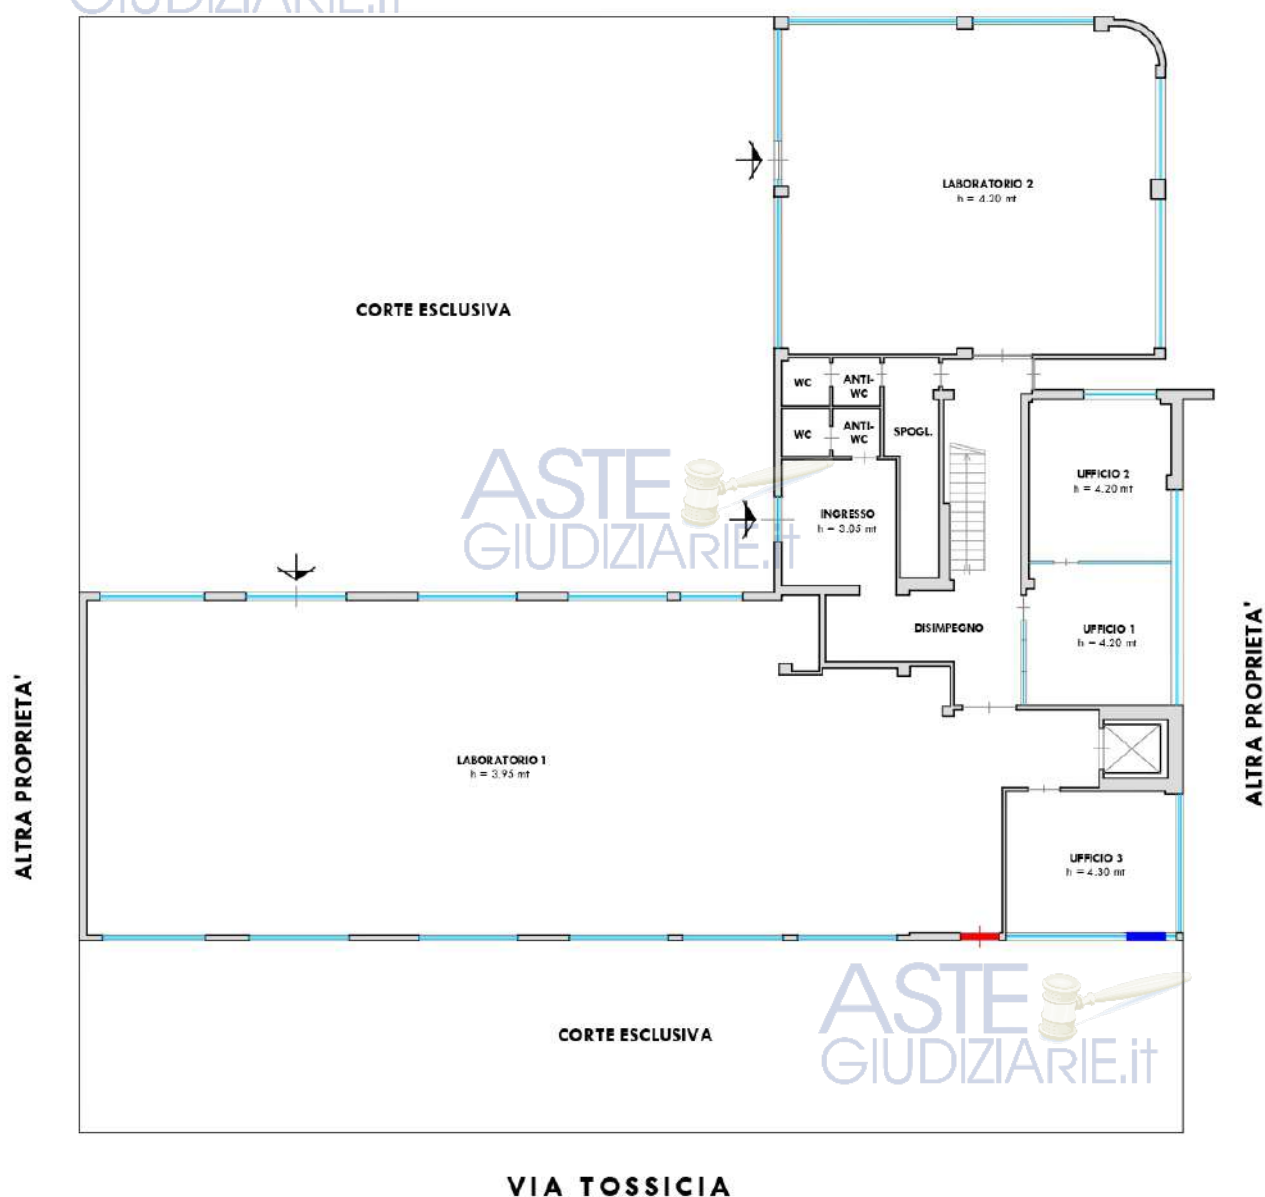 GIUDIZIARIE.it
LABORATORIO 2
h = 4.20 mt
CORTE ESCLUSIVA
WC
ANTI-
WC
WC
ANTI-
WC
SPOGL.
ASTE
GIUDIZIARIE.it
INGRESSO
h = 3.05 mt
UFFICIO 2
h = 4.20 mt
DISIMPEGNO
UFFICIO 1
h = 4.20 mt
ALTRA PROPRIETA'
ALTRA PROPRIETA'
LABORATORIO 1
h = 3.95 mt
UFFICIO 3
h = 4.30 mt
ASTE
GIUDIZIARIE.it
CORTE ESCLUSIVA
VIA TOSSICIA